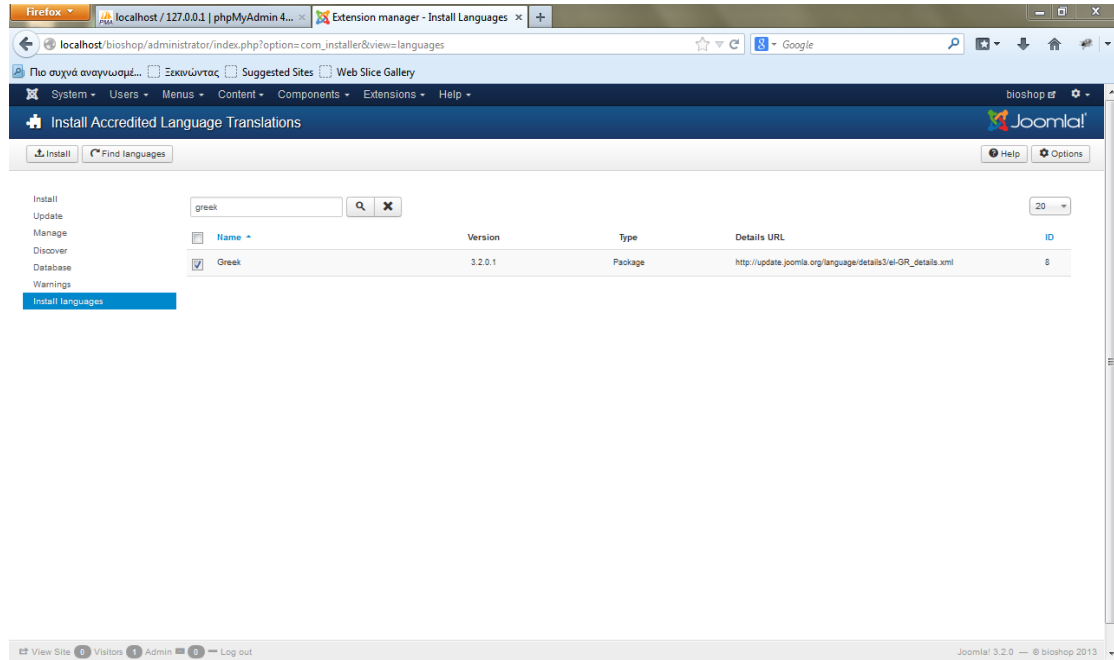 Firefox
localhost / 127.0.0.1 | phpMyAdmin 4...
Extension manager - Install Languages
localhost/bioshop/administrator/index.php?option=com_installer&view=languages
Google
Πιο συχνά αναγνωσμέ...
Ξεκινώντας
Suggested Sites
Web Slice Gallery
System Users Menus Content Components Extensions Help
bioshop
Install Accredited Language Translations
Joomla!
Install
Find languages
Help
Options
Install
Update
Manage
Discover
Database
Warnings
Install languages
greek
20
Name Version Type Details URL ID
Greek 3.2.0.1 Package http://update.joomla.org/language/details3/el-GR_details.xml 8
View Site 0 Visitors 1 Admin 0 Log out
Joomla! 3.2.0 — © bioshop 2013